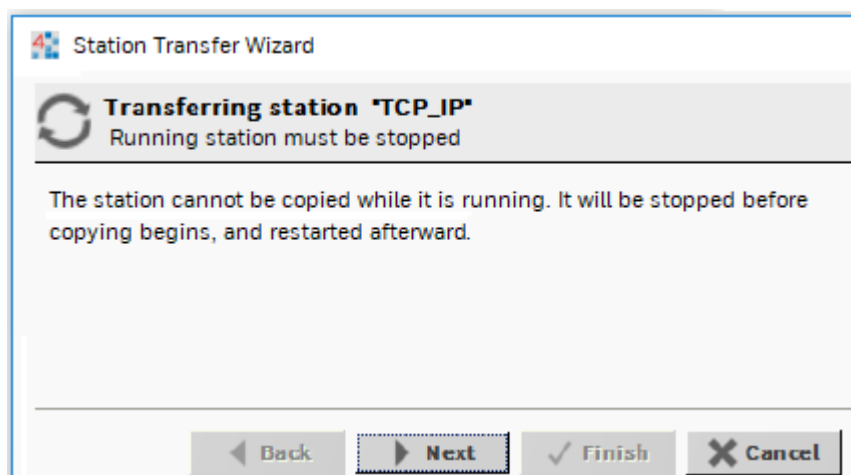 Station Transfer Wizard
Transferring station "TCP_IP"
Running station must be stopped
The station cannot be copied while it is running. It will be stopped before
copying begins, and restarted afterward.
Back Next Finish Cancel